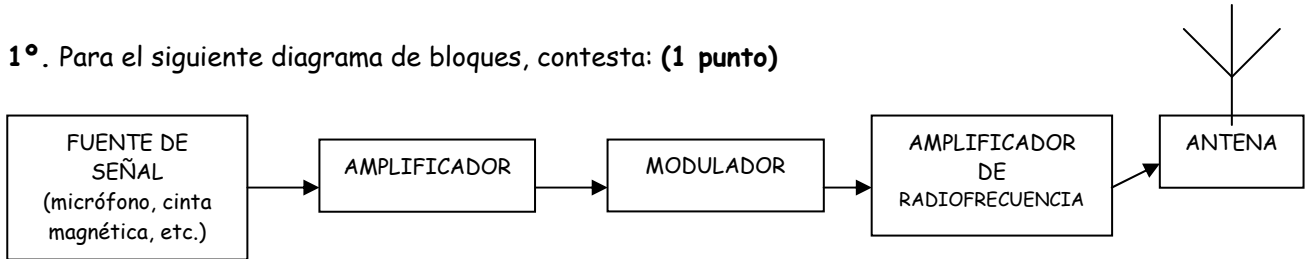 1º. Para el siguiente diagrama de bloques, contesta: (1 punto)
FUENTE DE
SEÑAL
(micrófono, cinta
magnética, etc.)
AMPLIFICADOR
MODULADOR
AMPLIFICADOR
DE
RADIOFRECUENCIA
ANTENA